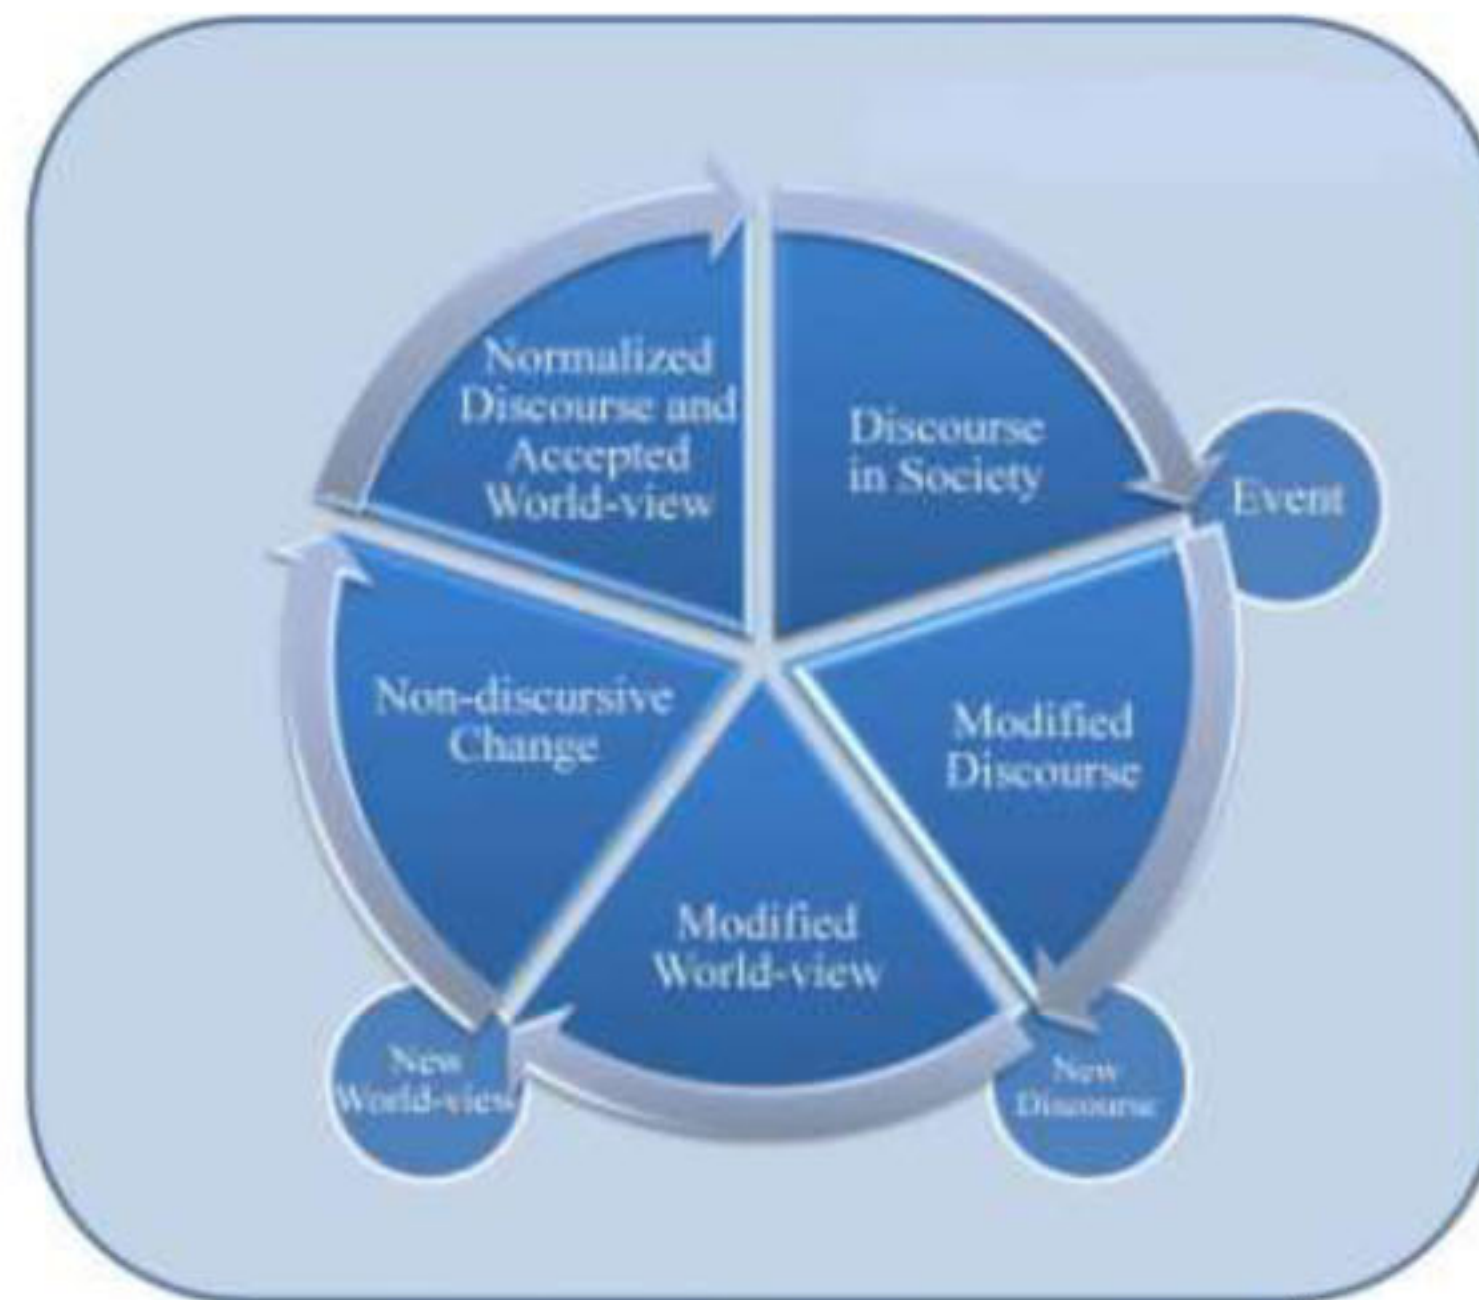 Normalized
Discourse and
Accepted
World-view
Discourse
in Society
Event
Non-discursive
Change
Modified
Discourse
Modified
World-view
New
World-view
New
Discourse